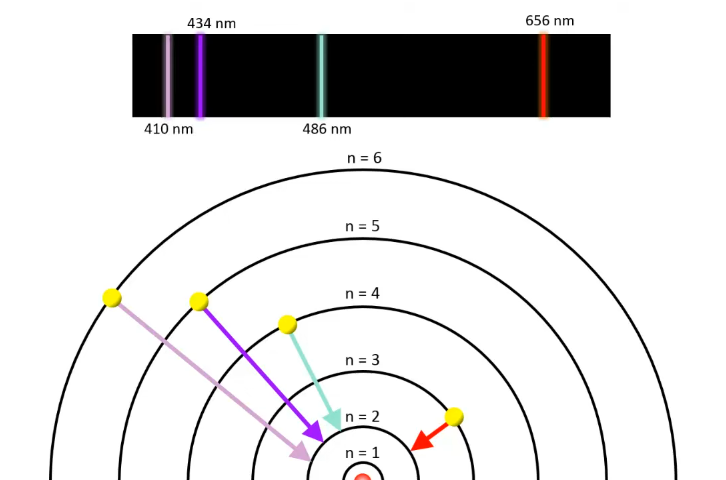 434 nm
656 nm
410 nm
486 nm
n = 6
n = 5
n = 4
n = 3
n = 2
n = 1